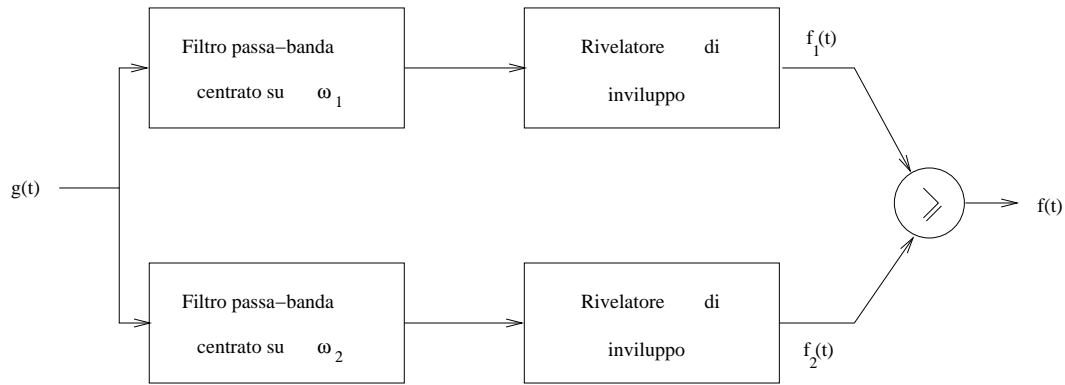 Filtro passa−banda
centrato su ω1
Rivelatore di
inviluppo
f1(t)
g(t)
⩾
f(t)
Filtro passa−banda
centrato su ω2
Rivelatore di
inviluppo
f2(t)